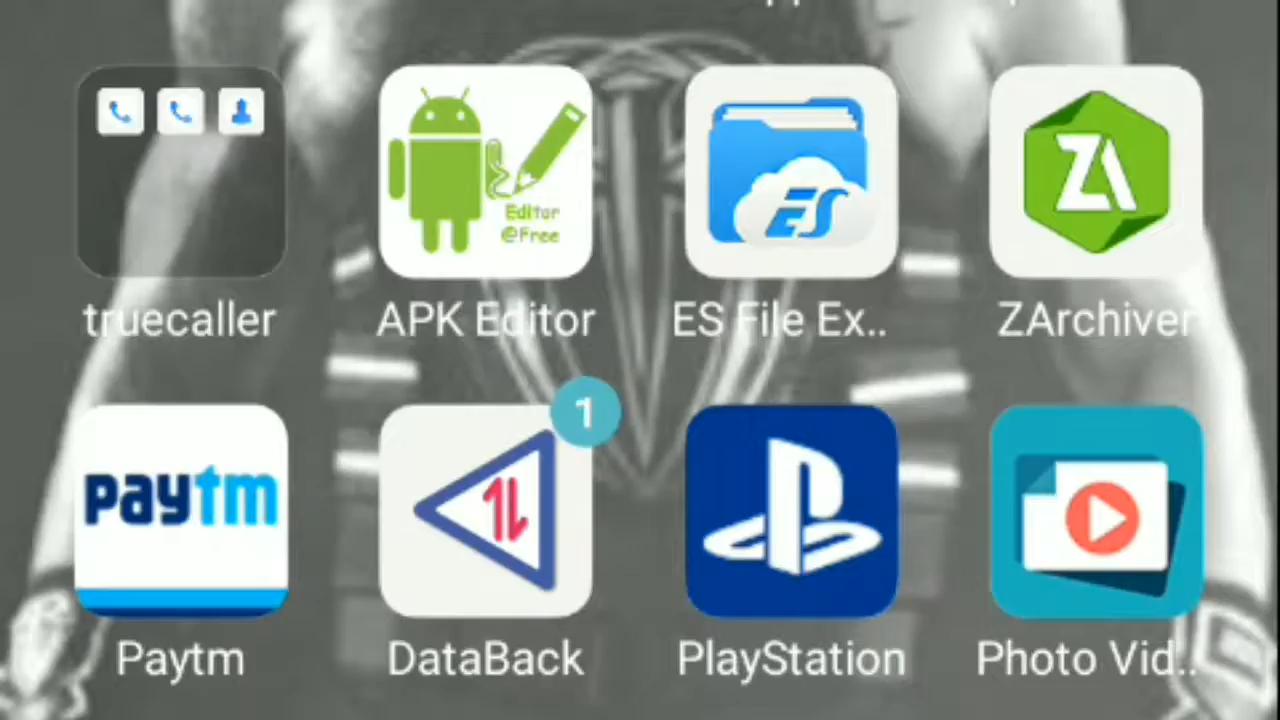 truecaller
APK Editor
Editor
@Free
ES File Ex..
ES
ZArchiver
ZA
1
Paytm
paytm
DataBack
PlayStation
Photo Vid..